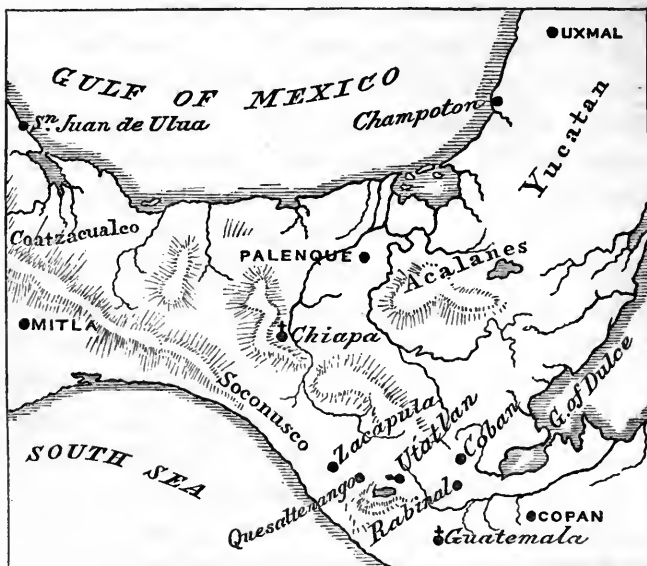 UXMAL
GULF OF MEXICO
Champoton
Sn. Juan de Ulua
Yucatan
Coatzacualco
PALENQUE
Acalanes
MITLA
Chiapa
Soconusco
G. of Dulce
Zacapula
Utatlan
Coban
SOUTH SEA
Quesaltenango
Rabinal
COPAN
Guatemala